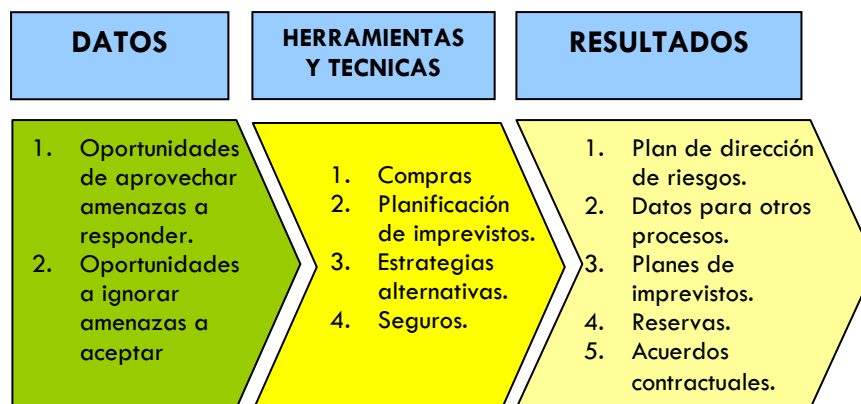 DATOS
HERRAMIENTAS
Y TECNICAS
RESULTADOS
1. Oportunidades
de aprovechar
amenazas a
responder.
2. Oportunidades
a ignorar
amenazas a
aceptar
1. Compras
2. Planificación
de imprevistos.
3. Estrategias
alternativas.
4. Seguros.
1. Plan de dirección
de riesgos.
2. Datos para otros
procesos.
3. Planes de
imprevistos.
4. Reservas.
5. Acuerdos
contractuales.